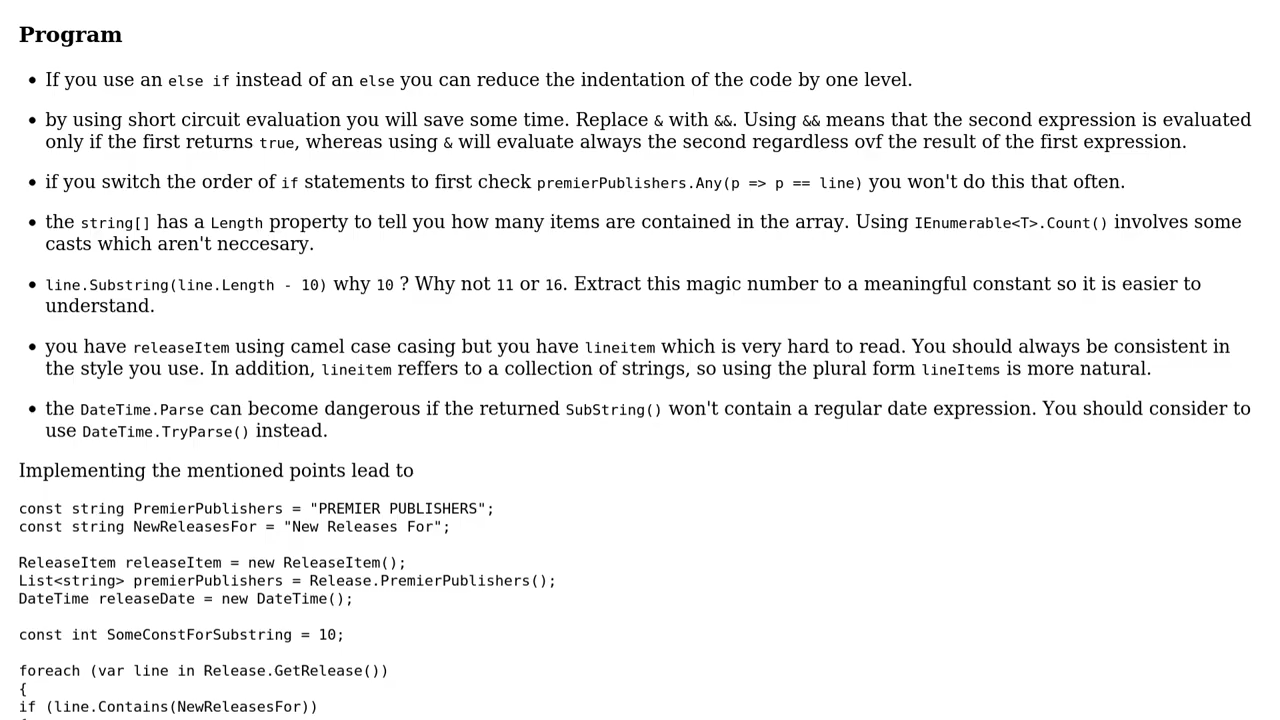 Program
• If you use an else if instead of an else you can reduce the indentation of the code by one level.
• by using short circuit evaluation you will save some time. Replace & with &&. Using && means that the second expression is evaluated
only if the first returns true, whereas using & will evaluate always the second regardless ovf the result of the first expression.
• if you switch the order of if statements to first check premierPublishers.Any(p => p == line) you won't do this that often.
• the string[] has a Length property to tell you how many items are contained in the array. Using IEnumerable<T>.Count() involves some
casts which aren't neccesary.
• line.Substring(line.Length - 10) why 10 ? Why not 11 or 16. Extract this magic number to a meaningful constant so it is easier to
understand.
• you have releaseItem using camel case casing but you have lineitem which is very hard to read. You should always be consistent in
the style you use. In addition, lineitem reffers to a collection of strings, so using the plural form lineItems is more natural.
• the DateTime.Parse can become dangerous if the returned SubString() won't contain a regular date expression. You should consider to
use DateTime.TryParse() instead.
Implementing the mentioned points lead to
const string PremierPublishers = "PREMIER PUBLISHERS";
const string NewReleasesFor = "New Releases For";
ReleaseItem releaseItem = new ReleaseItem();
List<string> premierPublishers = Release.PremierPublishers();
DateTime releaseDate = new DateTime();
const int SomeConstForSubstring = 10;
foreach (var line in Release.GetRelease())
{
if (line.Contains(NewReleasesFor))